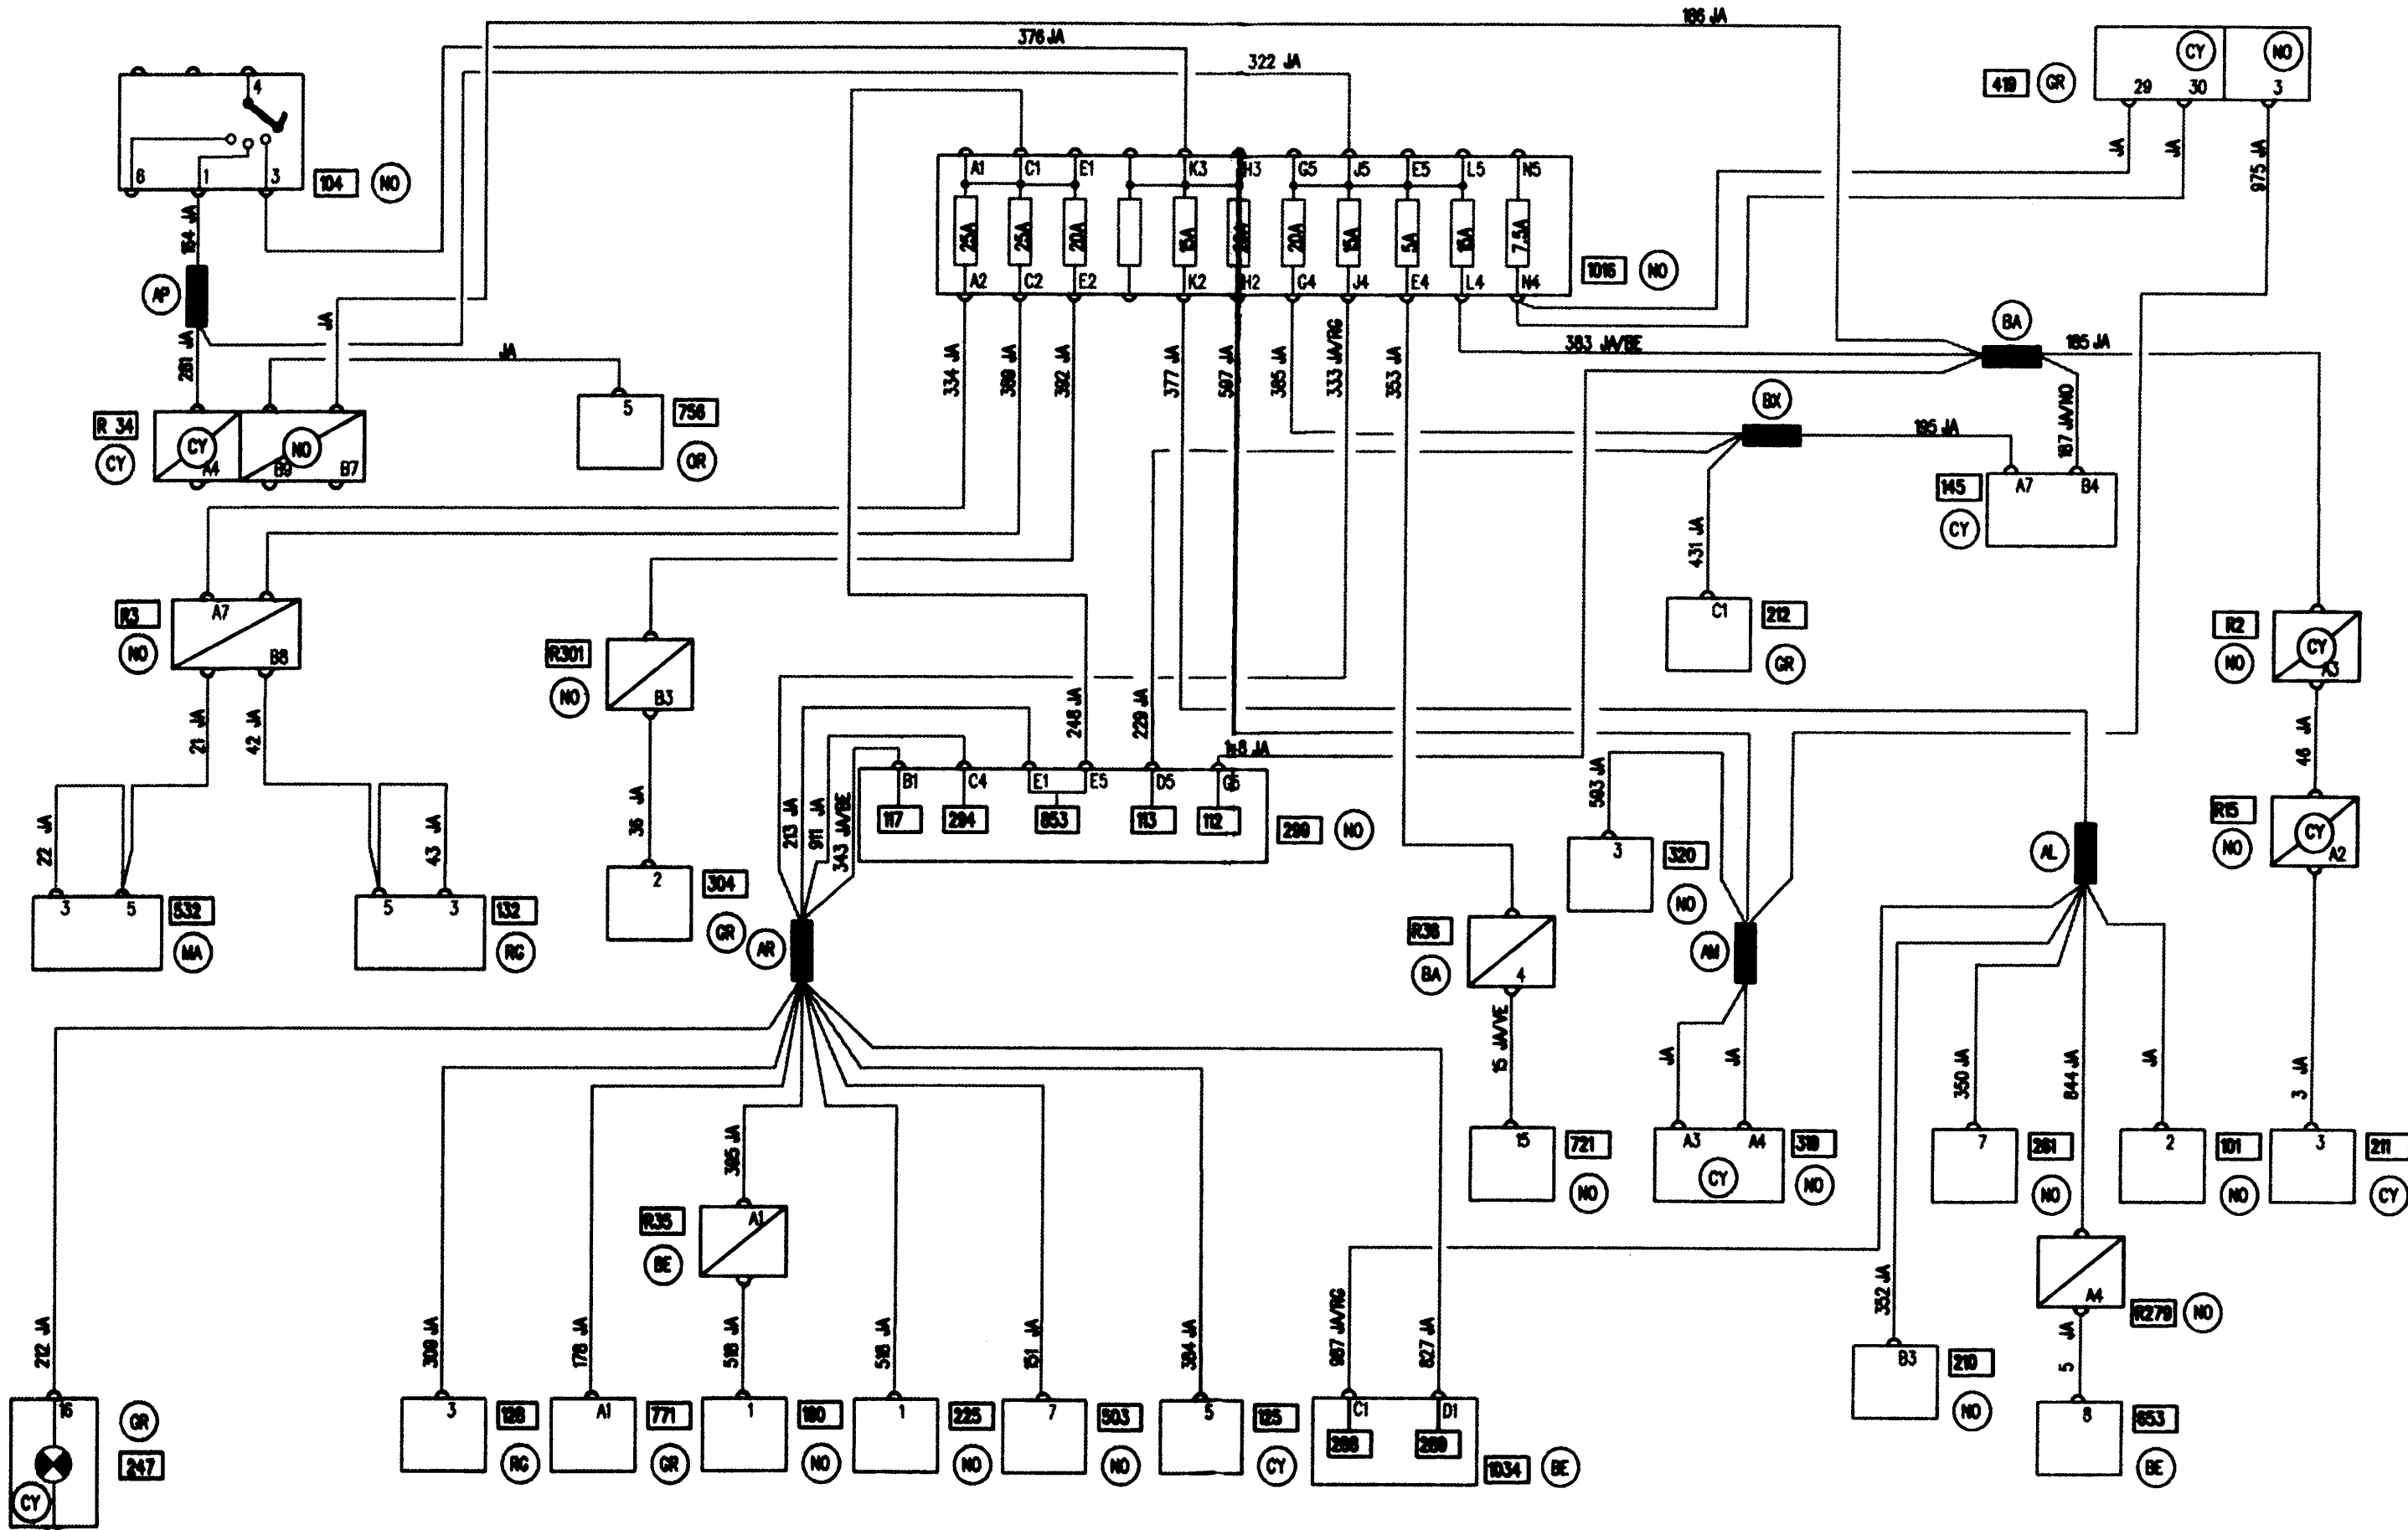 186 JA
376 JA
322 JA
4
6 1 3
104 NO
419 GR
CY NO
29 30 3
JA JA 975 JA
A1 C1 E1 K3 H3 G5 J5 E5 L5 N5
25A 25A 20A 15A 20A 20A 15A 5A 15A 7.5A
A2 C2 E2 K2 H2 G4 J4 E4 L4 N4
1016 NO
164 JA
AP
281 JA
JA
JA
R 34
CY
CY NO
A4 B9 B7
5
756
OR
334 JA
389 JA
392 JA
377 JA
597 JA
385 JA
333 JA/RG
353 JA
383 JA/BE
BA
185 JA
BX
195 JA
187 JA/NO
145
CY
A7 B4
431 JA
C1
212
GR
R3
NO
A7
B8
R301
NO
B3
R2
NO
CY
A3
21 JA
42 JA
248 JA
229 JA
46 JA
36 JA
213 JA
911 JA
343 JA/BE
B1 C4 E1 E5 D5
117 294 853 113 112
299 NO
593 JA
3
320
NO
R15
NO
CY
A2
AL
22 JA
43 JA
3 5
532
MA
5 3
132
RG
2
304
GR
AR
R36
BA
4
AM
15 JA/VE
JA
JA
350 JA
844 JA
JA
3 JA
15
721
NO
A3 A4
CY
319
NO
7
261
NO
2
101
NO
3
211
CY
395 JA
R35
BE
A1
A4
R279 NO
212 JA
309 JA
178 JA
518 JA
518 JA
151 JA
384 JA
987 JA/RG
827 JA
352 JA
5 JA
B3
210
NO
15
GR
247
CY
3
128
RG
A1
771
GR
1
180
NO
1
225
NO
7
503
NO
5
125
CY
C1 D1
288 289
1034 BE
8
653
BE